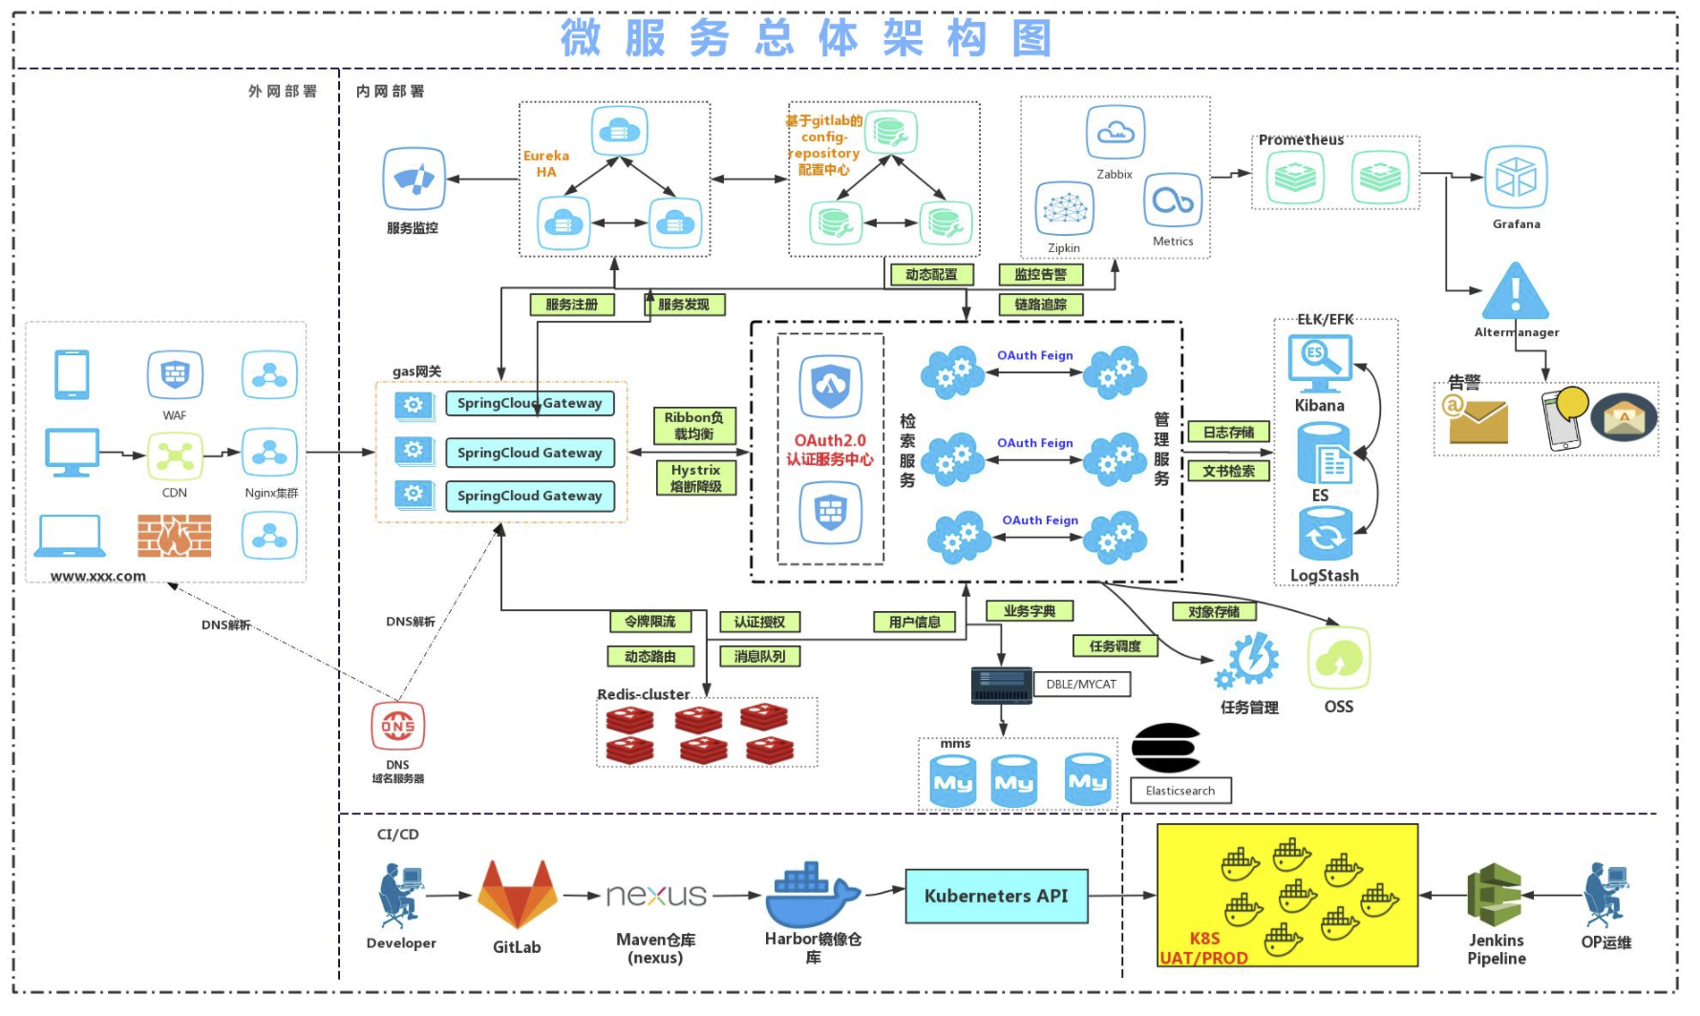 微服务总体架构图
外网部署
内网部署
Eureka
HA
基于gitlab的
config-
repository
配置中心
Zabbix
Zipkin
Metrics
Prometheus
Grafana
服务监控
动态配置
监控告警
服务注册
服务发现
链路追踪
Altermanager
告警
@
WAF
CDN
Nginx集群
www.xxx.com
gas网关
SpringCloud Gateway
SpringCloud Gateway
SpringCloud Gateway
Ribbon负
载均衡
Hystrix
熔断降级
OAuth2.0
认证服务中心
检索服务
OAuth Feign
OAuth Feign
OAuth Feign
管理服务
日志存储
文书检索
ELK/EFK
ES
Kibana
ES
LogStash
DNS解析
DNS解析
令牌限流
认证授权
用户信息
业务字典
对象存储
动态路由
消息队列
任务调度
DNS
DNS
域名服务器
Redis-cluster
DBLE/MYCAT
任务管理
OSS
mms
My
My
My
Elasticsearch
CI/CD
Developer
GitLab
nexus
Maven仓库
(nexus)
Harbor镜像仓
库
Kuberneters API
K8S
UAT/PROD
Jenkins
Pipeline
OP运维